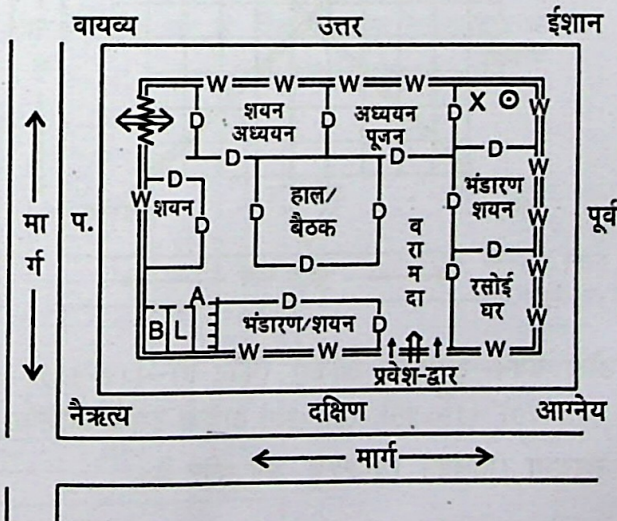 वायव्य उत्तर ईशान
W W W W
D शयन अध्ययन D अध्ययन पूजन D X W
D D D W
D शयन W D हाल/ बैठक D D भंडारण शयन W
D व रा म दा D W
A D D रसोई घर
B L भंडारण/शयन D W
W W W
प्रवेश-द्वार
मार्ग प. पूर्व
नैऋत्य दक्षिण आग्नेय
मार्ग